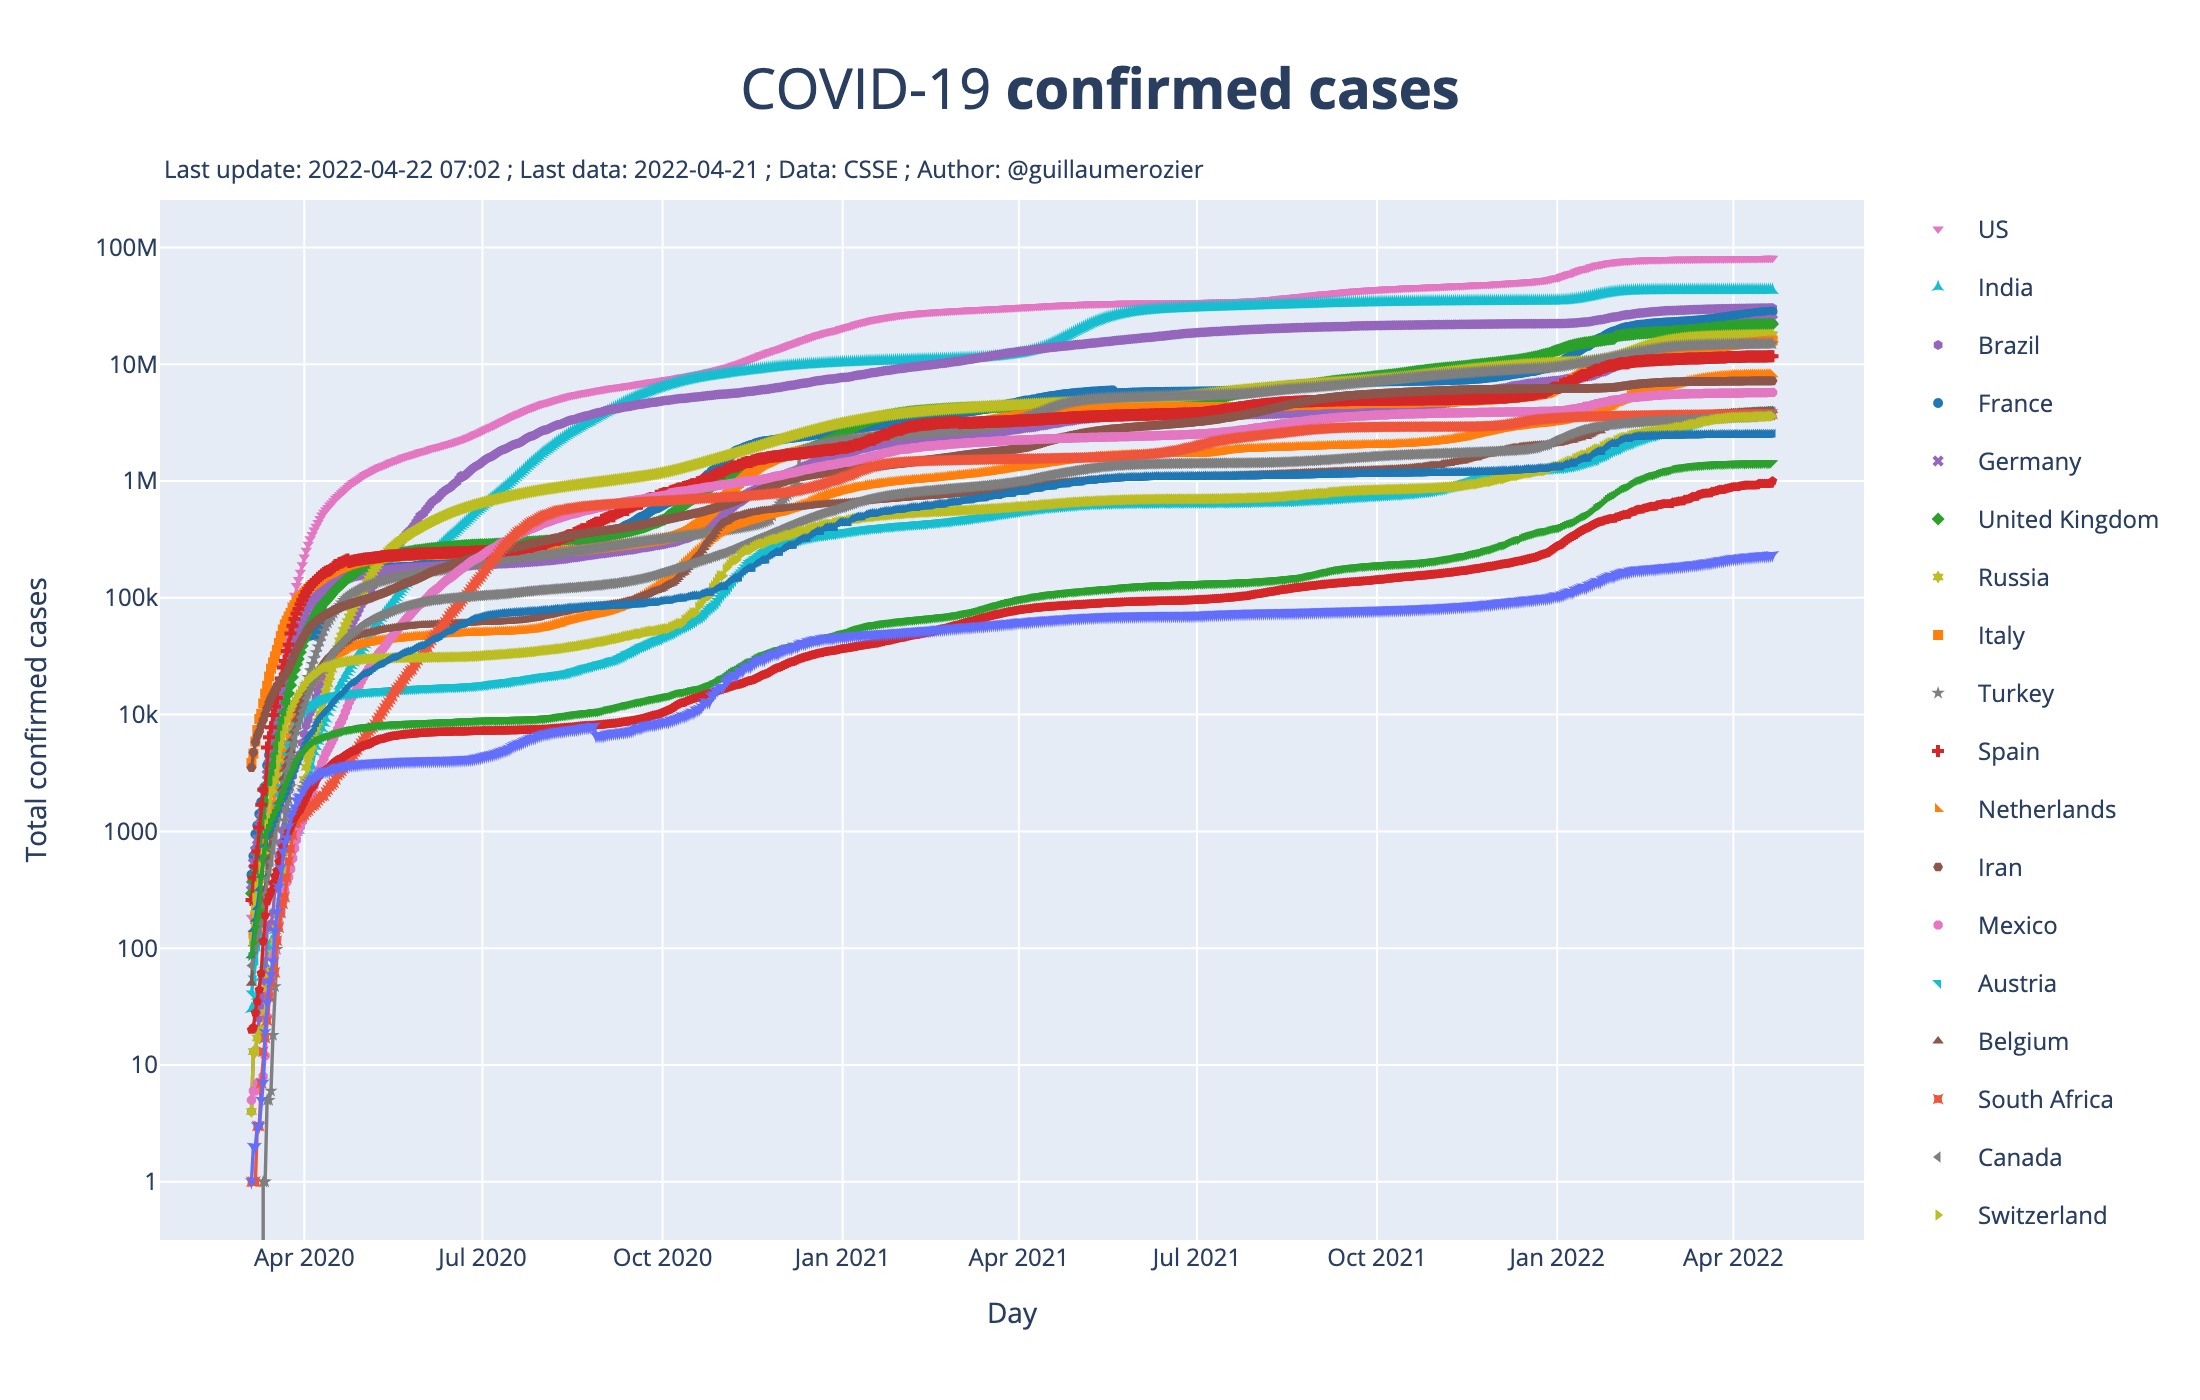 COVID-19 confirmed cases
Last update: 2022-04-22 07:02 ; Last data: 2022-04-21 ; Data: CSSE ; Author: @guillaumerozier
Total confirmed cases
100M
10M
1M
100k
10k
1000
100
10
1
Apr 2020
Jul 2020
Oct 2020
Jan 2021
Apr 2021
Jul 2021
Oct 2021
Jan 2022
Apr 2022
Day
US
India
Brazil
France
Germany
United Kingdom
Russia
Italy
Turkey
Spain
Netherlands
Iran
Mexico
Austria
Belgium
South Africa
Canada
Switzerland